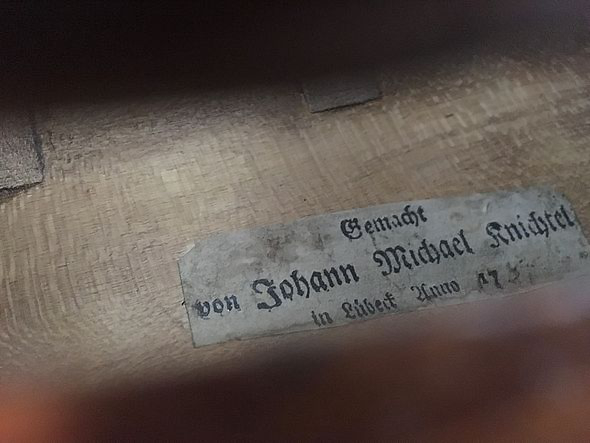 Gemacht
von Johann Michael Knichtel
in Lübeck Anno